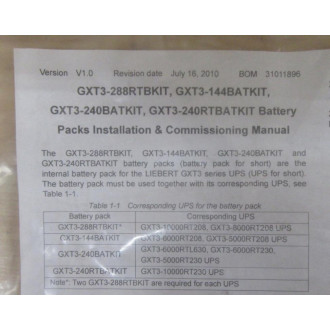 Version V1.0 Revision date July 16, 2010 BOM 31011896
GXT3-288RTBKIT, GXT3-144BATKIT,
GXT3-240BATKIT, GXT3-240RTBATKIT Battery
Packs Installation & Commissioning Manual
The GXT3-288RTBKIT, GXT3-144BATKIT, GXT3-240BATKIT and
GXT3-240RTBATKIT battery packs (battery pack for short) are the
internal battery pack for the LIEBERT GXT3 series UPS (UPS for short).
The battery pack must be used together with its corresponding UPS, see
Table 1-1.
Table 1-1 Corresponding UPS for the battery pack
Battery pack Corresponding UPS
GXT3-288RTBKIT* GXT3-10000RT208, GXT3-8000RT208 UPS
GXT3-144BATKIT GXT3-6000RT208, GXT3-5000RT208 UPS
GXT3-240BATKIT GXT3-6000RTL630, GXT3-6000RT230,
GXT3-5000RT230 UPS
GXT3-240RTBATKIT GXT3-10000RT230 UPS
Note* Two GXT3-288RTBKIT are required for each UPS